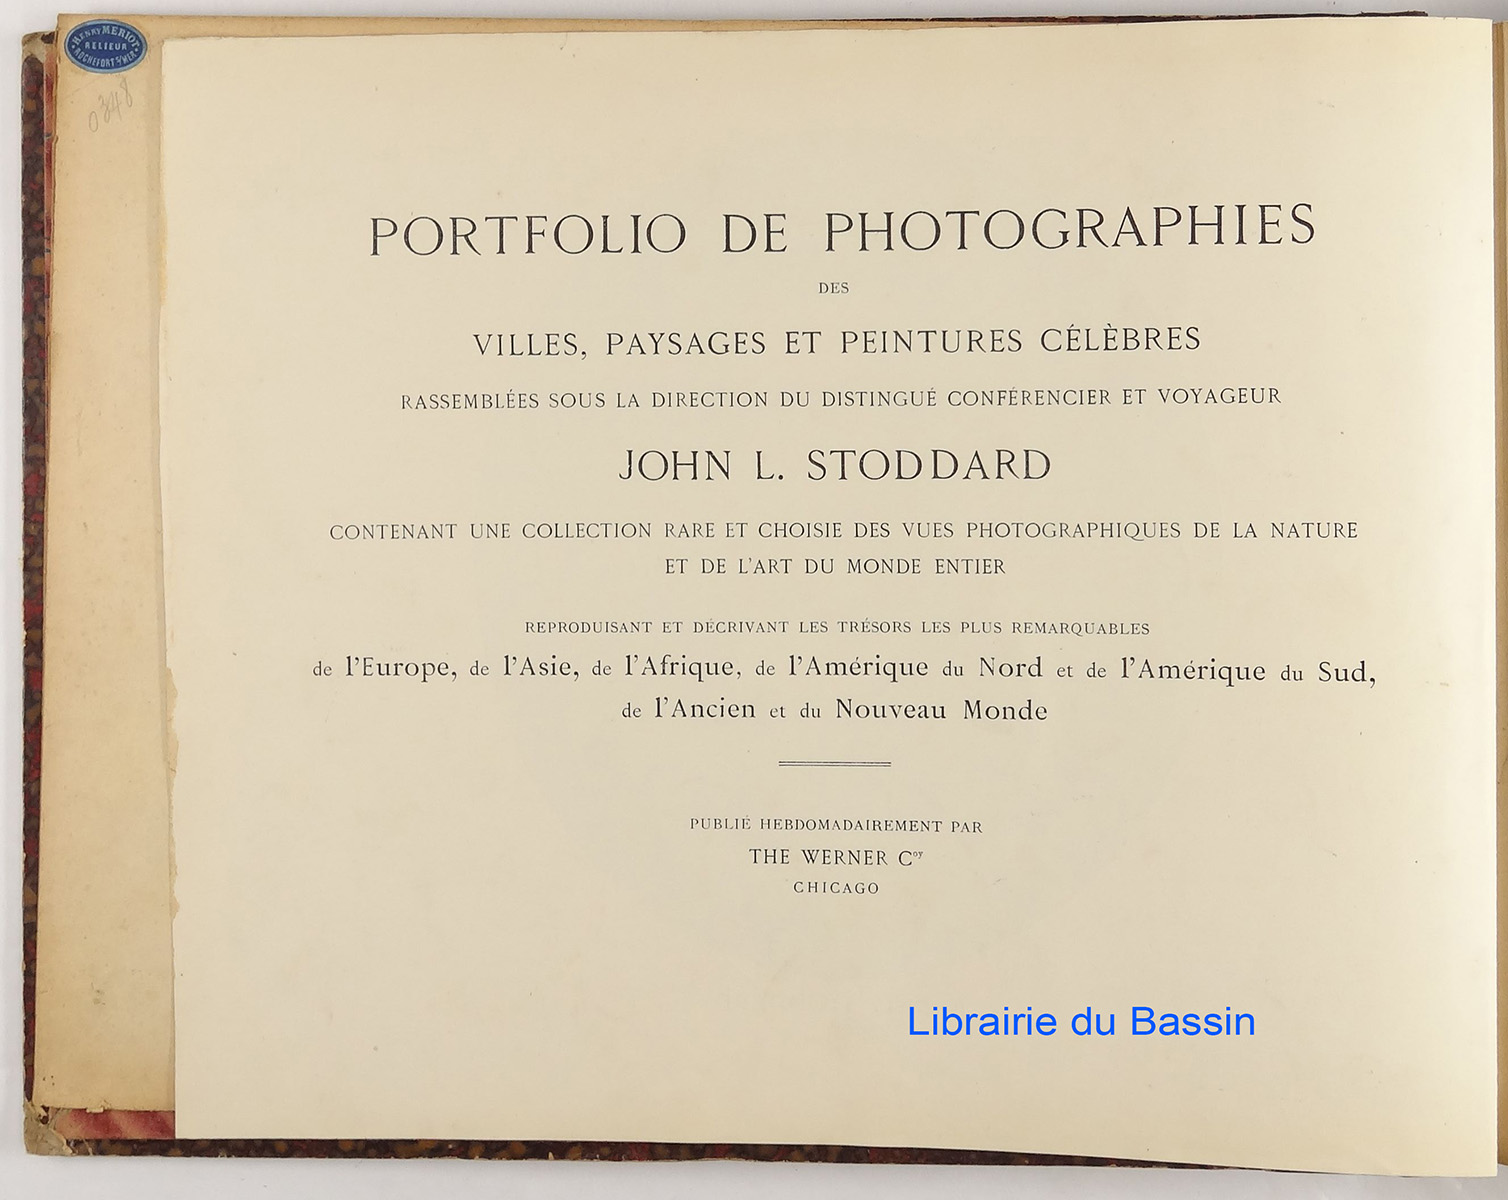 HENRY MERIOT
RELIEUR
ROCHEFORT S/MER
0348
PORTFOLIO DE PHOTOGRAPHIES
DES
VILLES, PAYSAGES ET PEINTURES CÉLÈBRES
RASSEMBLÉES SOUS LA DIRECTION DU DISTINGUÉ CONFÉRENCIER ET VOYAGEUR
JOHN L. STODDARD
CONTENANT UNE COLLECTION RARE ET CHOISIE DES VUES PHOTOGRAPHIQUES DE LA NATURE
ET DE L'ART DU MONDE ENTIER
REPRODUISANT ET DÉCRIVANT LES TRÉSORS LES PLUS REMARQUABLES
de l'Europe, de l'Asie, de l'Afrique, de l'Amérique du Nord et de l'Amérique du Sud,
de l'Ancien et du Nouveau Monde
PUBLIÉ HEBDOMADAIREMENT PAR
THE WERNER Cny
CHICAGO
Librairie du Bassin